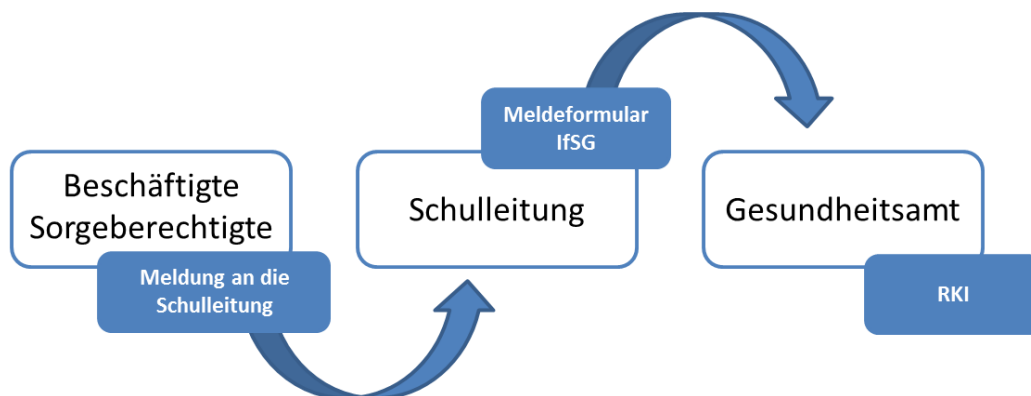 Beschäftigte
Sorgeberechtigte
Meldung an die
Schulleitung
Schulleitung
Meldeformular
IfSG
Gesundheitsamt
RKI